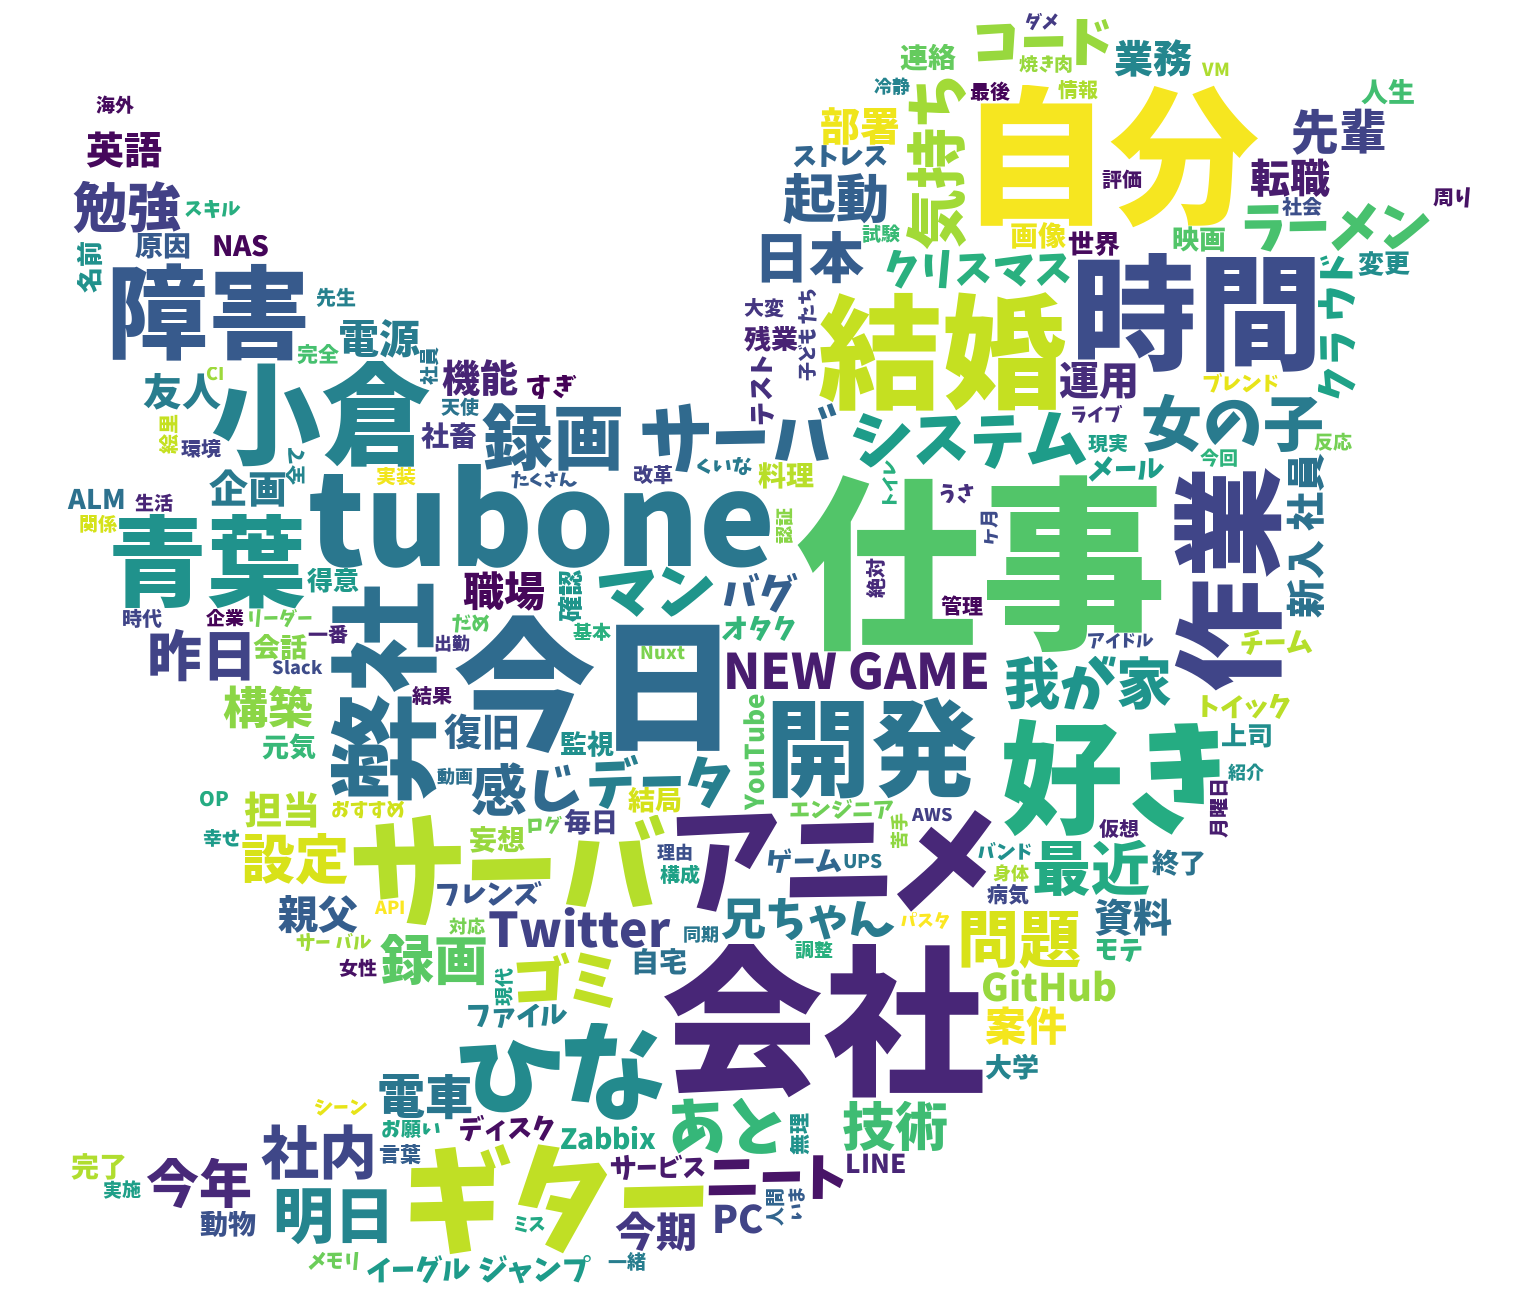 ダメ
コード
連絡
焼き肉
業務
VM
冷静
最後
情報
人生
海外
部署
気持ち
自分
先輩
英語
ストレス
評価
転職
勉強
スキル
起動
社会
周り
ラーメン
原因
NAS
日本
試験
画像
世界
映画
変更
名前
クリスマス
時間
クラウド
障害
先生
大変
子どもたち
結婚
電源
残業
完全
社員
機能
すぎ
テスト
運用
ブレンド
友人
CI
小倉
天使
ライブ
女の子
絵里
環境
社畜
録画
サーバ
システム
現実
反応
全て
企画
実装
たくさん
改革
くいな
料理
トイレ
メール
今回
ALM
生活
tubone
うさ
仕事
作業
新入社員
関係
青葉
認証
ヶ月
得意
職場
確認
マン
バグ
絶対
管理
時代
企業
リーダー
一番
弊社
だめ
出勤
基本
オタク
アイドル
チーム
昨日
会話
Slack
今日
Nuxt
NEW GAME
我が家
構築
結果
YouTube
開発
好き
トイック
元気
復旧
監視
上司
動画
感じ
データ
紹介
OP
担当
おすすめ
結局
エンジニア
AWS
月曜日
幸せ
設定
サーバ
妄想
ログ
毎日
アニメ
苦手
仮想
理由
ゲーム
UPS
バンド
最近
終了
構成
身体
フレンズ
病気
親父
API
対応
Twitter
同期
兄ちゃん
パスタ
問題
資料
サーバル
録画
調整
モテ
女性
現代
ゴミ
自宅
会社
GitHub
ファイル
案件
ひな
大学
電車
シーン
お願い
ディスク
Zabbix
あと
無理
技術
社内
言葉
サービス
ニート
LINE
完了
実施
今年
明日
ギター
人間
いま
動物
ミス
今期
PC
メモリ
イーグルジャンプ
一緒